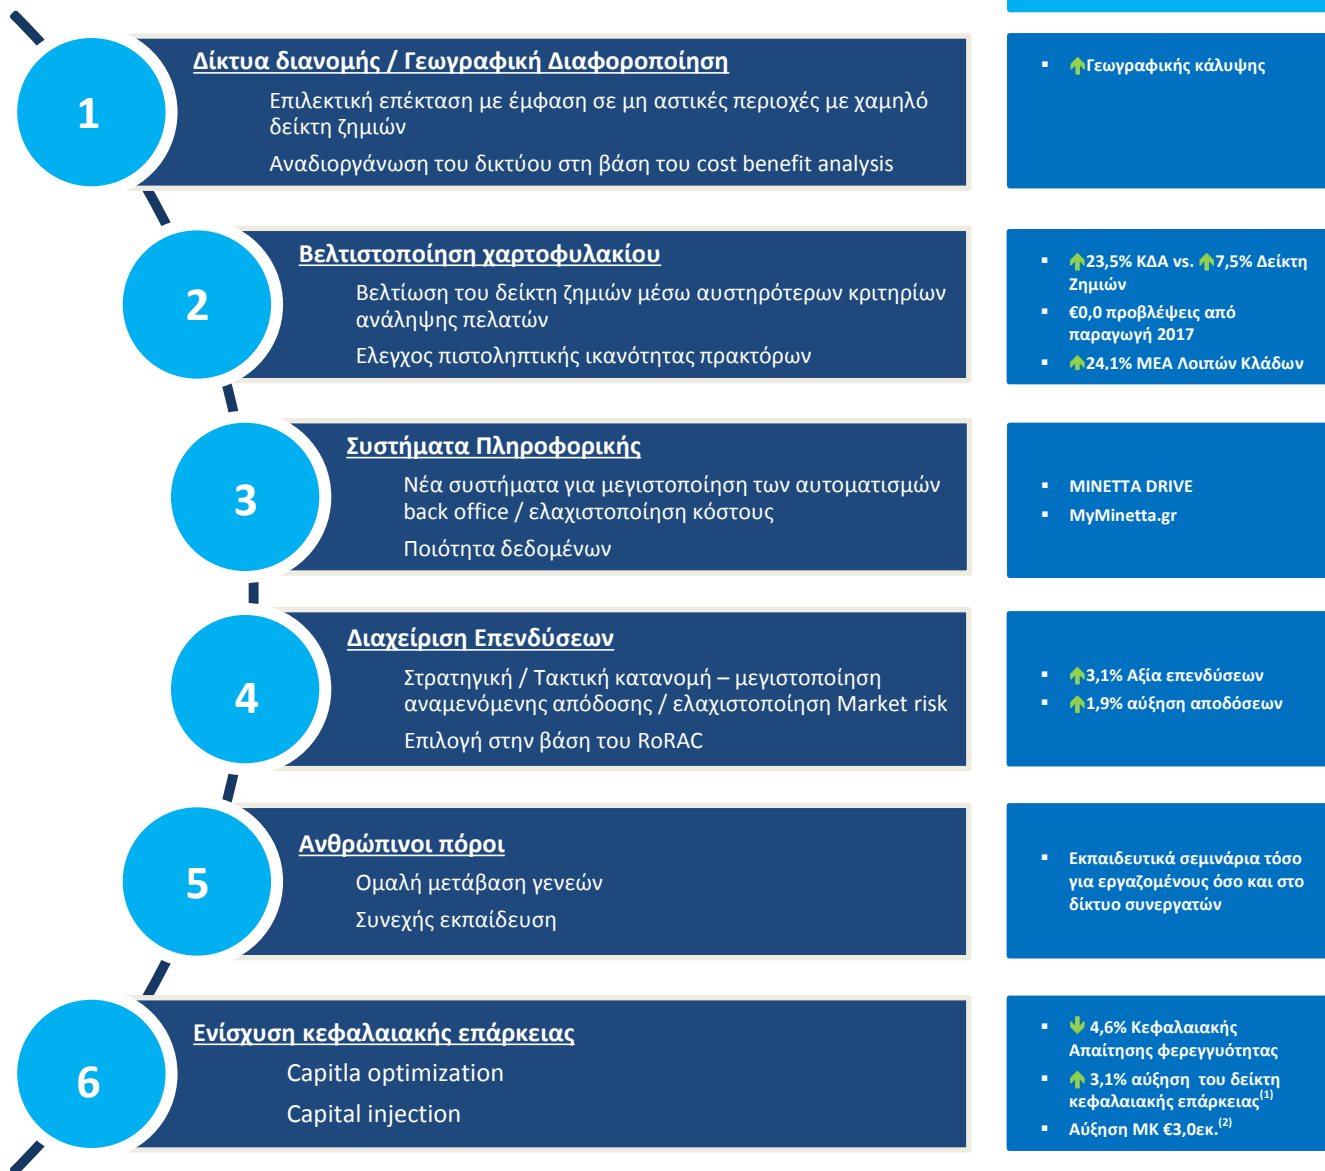 1
Δίκτυα διανομής / Γεωγραφική Διαφοροποίηση
Επιλεκτική επέκταση με έμφαση σε μη αστικές περιοχές με χαμηλό
δείκτη ζημιών
Αναδιοργάνωση του δικτύου στη βάση του cost benefit analysis
▪ Γεωγραφικής κάλυψης
2
Βελτιστοποίηση χαρτοφυλακίου
Βελτίωση του δείκτη ζημιών μέσω αυστηρότερων κριτηρίων
ανάληψης πελατών
Ελεγχος πιστοληπτικής ικανότητας πρακτόρων
▪ 23,5% ΚΔΑ vs. 7,5% Δείκτη
Ζημιών
▪ €0,0 προβλέψεις από
παραγωγή 2017
▪ 24,1% ΜΕΑ Λοιπών Κλάδων
3
Συστήματα Πληροφορικής
Νέα συστήματα για μεγιστοποίηση των αυτοματισμών
back office / ελαχιστοποίηση κόστους
Ποιότητα δεδομένων
▪ MINETTA DRIVE
▪ MyMinetta.gr
4
Διαχείριση Επενδύσεων
Στρατηγική / Τακτική κατανομή – μεγιστοποίηση
αναμενόμενης απόδοσης / ελαχιστοποίηση Market risk
Επιλογή στην βάση του RoRAC
▪ 3,1% Αξία επενδύσεων
▪ 1,9% αύξηση αποδόσεων
5
Ανθρώπινοι πόροι
Ομαλή μετάβαση γενεών
Συνεχής εκπαίδευση
▪ Εκπαιδευτικά σεμινάρια τόσο
για εργαζομένους όσο και στο
δίκτυο συνεργατών
6
Ενίσχυση κεφαλαιακής επάρκειας
Capitla optimization
Capital injection
▪ 4,6% Κεφαλαιακής
Απαίτησης φερεγγυότητας
▪ 3,1% αύξηση του δείκτη
κεφαλαιακής επάρκειας(1)
▪ Αύξηση ΜΚ €3,0εκ.(2)